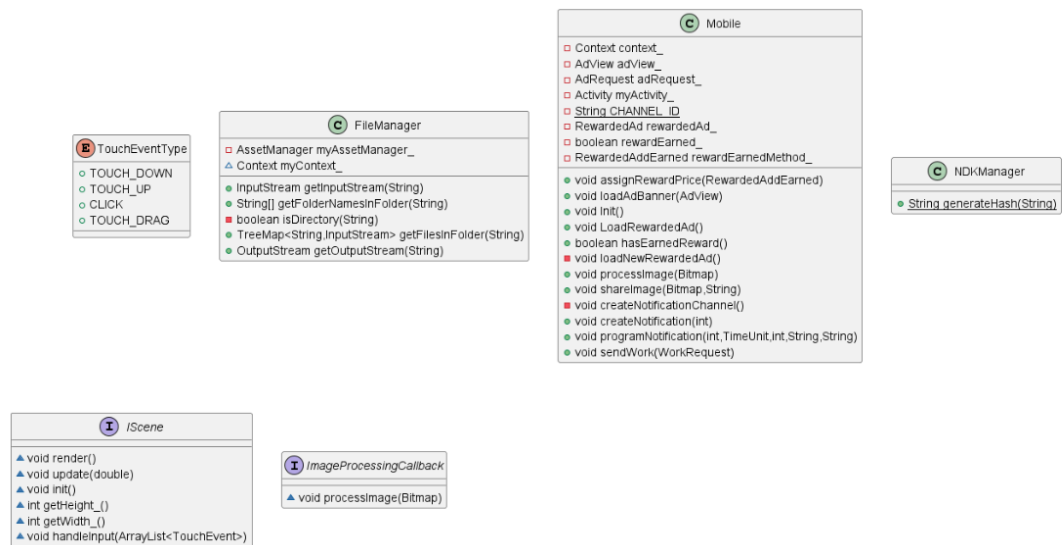 E TouchEventType
TOUCH_DOWN
TOUCH_UP
CLICK
TOUCH_DRAG
C FileManager
AssetManager myAssetManager_
Context myContext_
InputStream getInputStream(String)
String[] getFolderNamesInFolder(String)
boolean isDirectory(String)
TreeMap<String,InputStream> getFilesInFolder(String)
OutputStream getOutputStream(String)
C Mobile
Context context_
AdView adView_
AdRequest adRequest_
Activity myActivity_
String CHANNEL_ID
RewardedAd rewardedAd_
boolean rewardEarned_
RewardedAddEarned rewardEarnedMethod_
void assignRewardPrice(RewardedAddEarned)
void loadAdBanner(AdView)
void Init()
void LoadRewardedAd()
boolean hasEarnedReward()
void loadNewRewardedAd()
void processImage(Bitmap)
void shareImage(Bitmap,String)
void createNotificationChannel()
void createNotification(int)
void programNotification(int,TimeUnit,int,String,String)
void sendWork(WorkRequest)
C NDKManager
String generateHash(String)
I IScene
void render()
void update(double)
void init()
int getHeight_()
int getWidth_()
void handleInput(ArrayList<TouchEvent>)
I ImageProcessingCallback
void processImage(Bitmap)